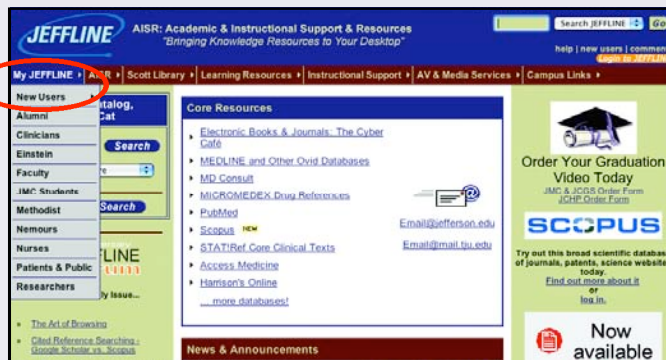 JEFFLINE
AISR: Academic & Instructional Support & Resources
"Bringing Knowledge Resources to Your Desktop"
Search JEFFLINE
Go
help | new users | comment
Login to JEFFLINE
My JEFFLINE
AISR
Scott Library
Learning Resources
Instructional Support
AV & Media Services
Campus Links
New Users
Alumni
Clinicians
Einstein
Faculty
JMC Students
Methodist
Nemours
Nurses
Patients & Public
Researchers
atalog,
Cat
Search
Search
FLINE
ly Issue...
The Art of Browsing
Cited Reference Searching -
Google Scholar vs. Scopus
Core Resources
Electronic Books & Journals: The Cyber
Café
MEDLINE and Other Ovid Databases
MD Consult
MICROMEDEX Drug References
PubMed
Scopus NEW
STAT!Ref Core Clinical Texts
Access Medicine
Harrison's Online
... more databases!
Email@jefferson.edu
Email@mail.tju.edu
News & Announcements
Order Your Graduation
Video Today
JMC & JCGS Order Form
JCHP Order Form
SCOPUS
Try out this broad scientific databas
of journals, patents, science website
today.
Find out more about it
or
log in.
Now
available